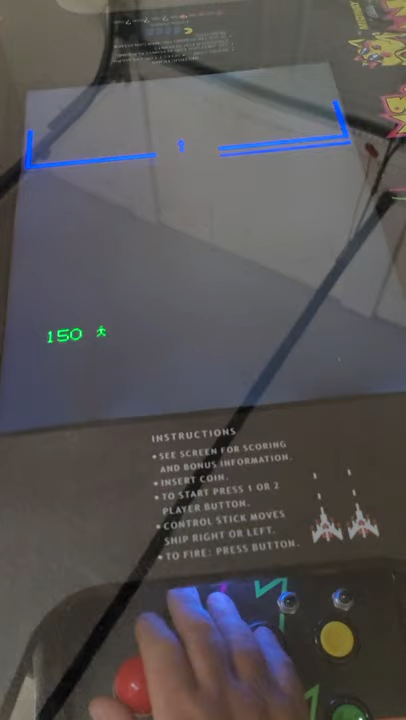 INSTRUCTIONS
150
INSTRUCTIONS
•SEE SCREEN FOR SCORING
AND BONUS INFORMATION.
•INSERT COIN.
•TO START PRESS 1 OR 2
PLAYER BUTTON.
•CONTROL STICK MOVES
SHIP RIGHT OR LEFT.
•TO FIRE: PRESS BUTTON.